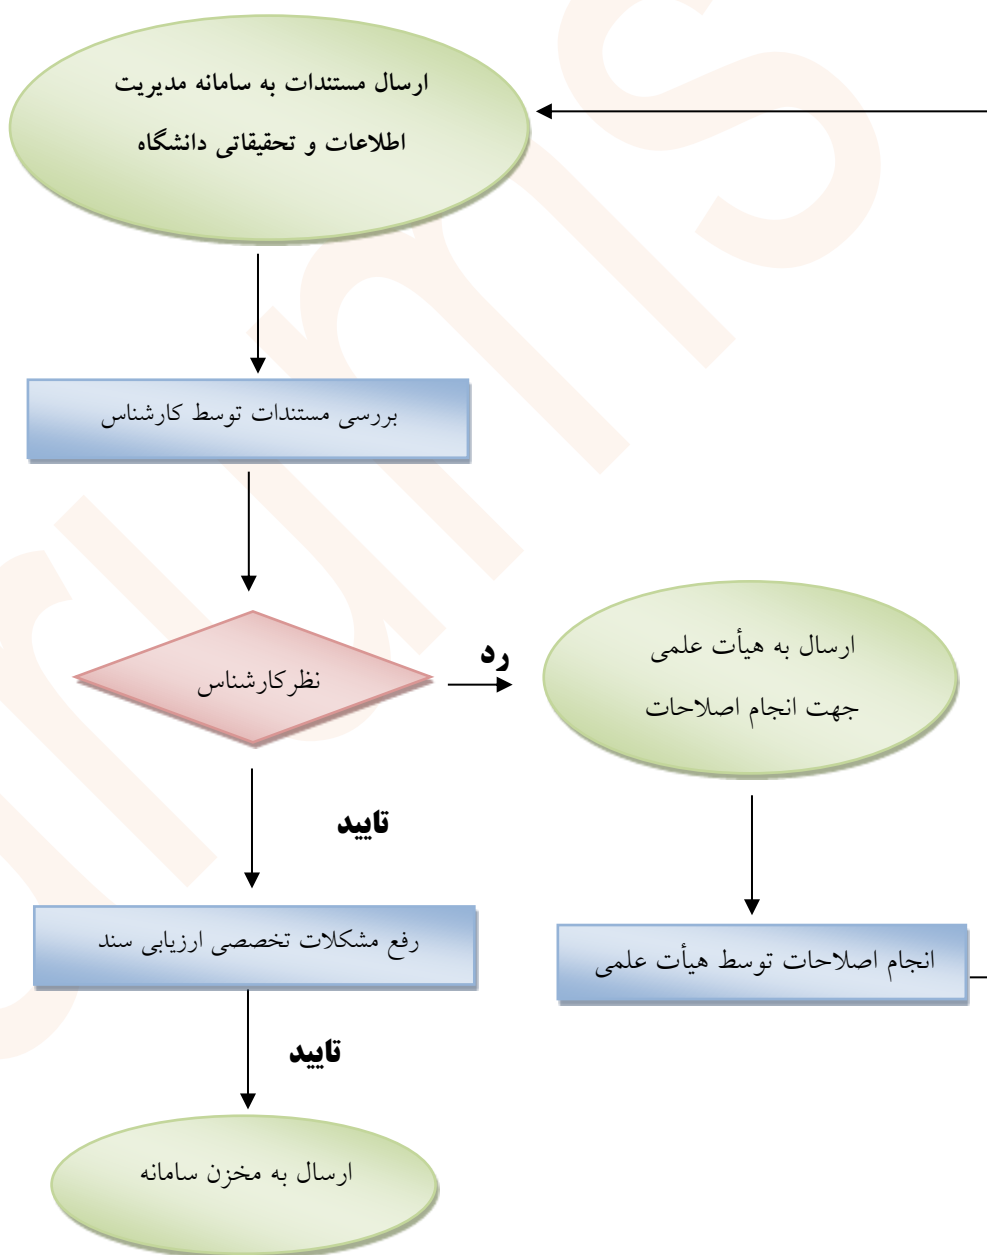 ارسال مستندات به سامانه مدیریت
اطلاعات و تحقیقاتی دانشگاه
بررسی مستندات توسط کارشناس
نظرکارشناس
رد
ارسال به هیأت علمی
جهت انجام اصلاحات
تایید
رفع مشکلات تخصصی ارزیابی سند
انجام اصلاحات توسط هیأت علمی
تایید
ارسال به مخزن سامانه